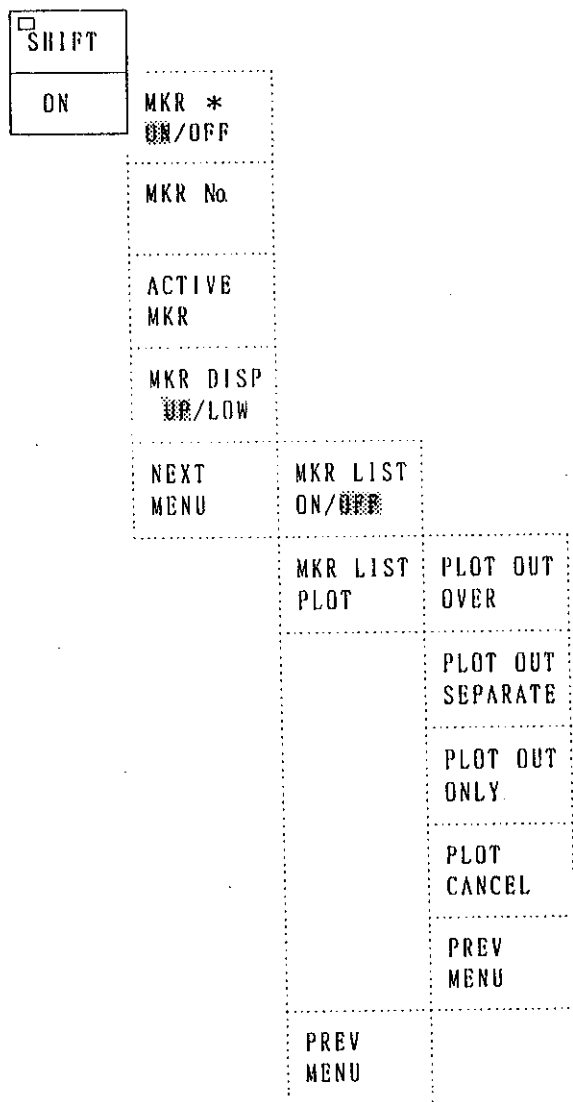 SHIFT
ON
MKR *
ON/OFF
MKR No.
ACTIVE
MKR
MKR DISP
UP/LOW
NEXT
MENU
MKR LIST
ON/OFF
MKR LIST
PLOT
PLOT OUT
OVER
PLOT OUT
SEPARATE
PLOT OUT
ONLY
PLOT
CANCEL
PREV
MENU
PREV
MENU